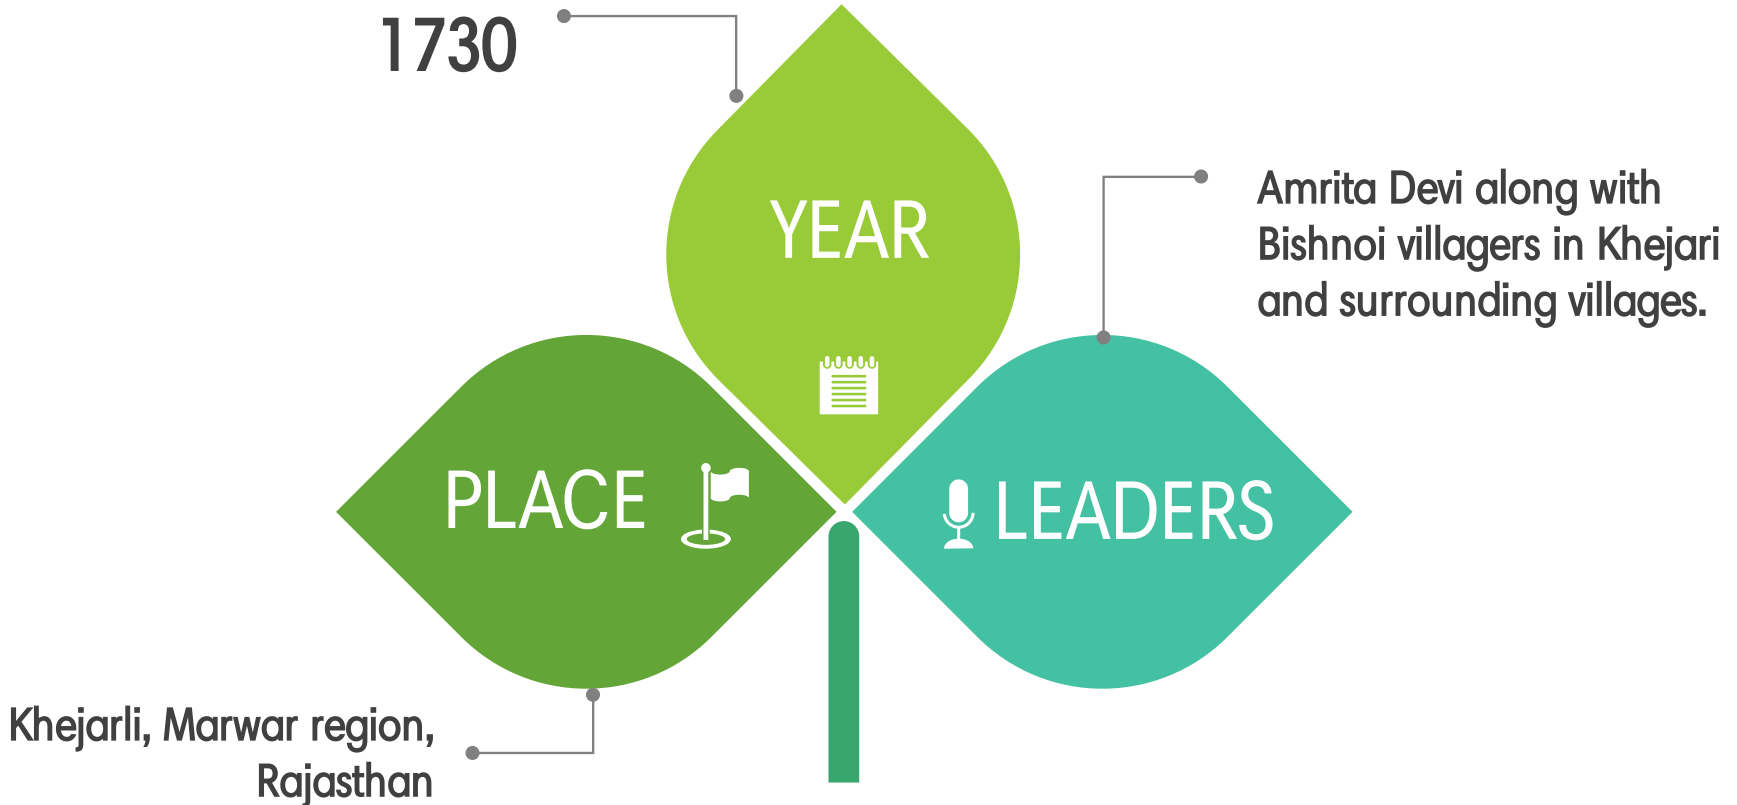 1730
YEAR
Amrita Devi along with
Bishnoi villagers in Khejari
and surrounding villages.
PLACE
LEADERS
Khejarli, Marwar region,
Rajasthan